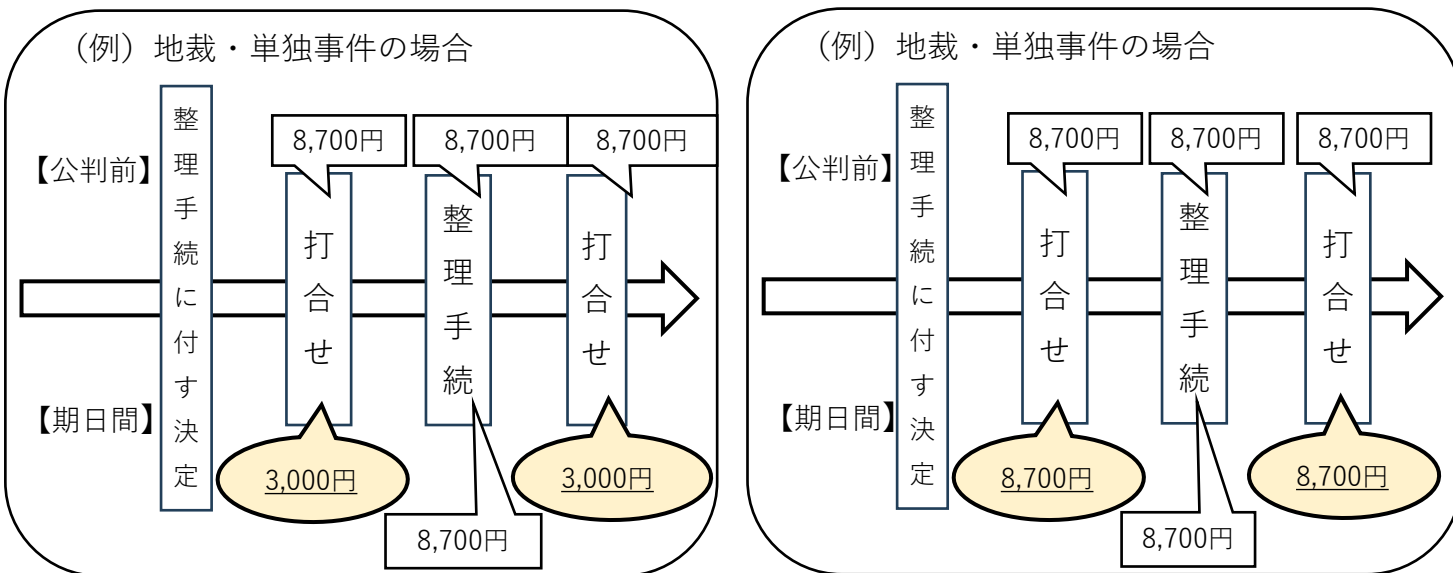 （例）地裁・単独事件の場合
【公判前】
【期日間】
整理手続に付す決定
8,700円
打合せ
3,000円
8,700円
整理手続
8,700円
8,700円
打合せ
3,000円
（例）地裁・単独事件の場合
【公判前】
【期日間】
整理手続に付す決定
8,700円
打合せ
8,700円
8,700円
整理手続
8,700円
8,700円
打合せ
8,700円